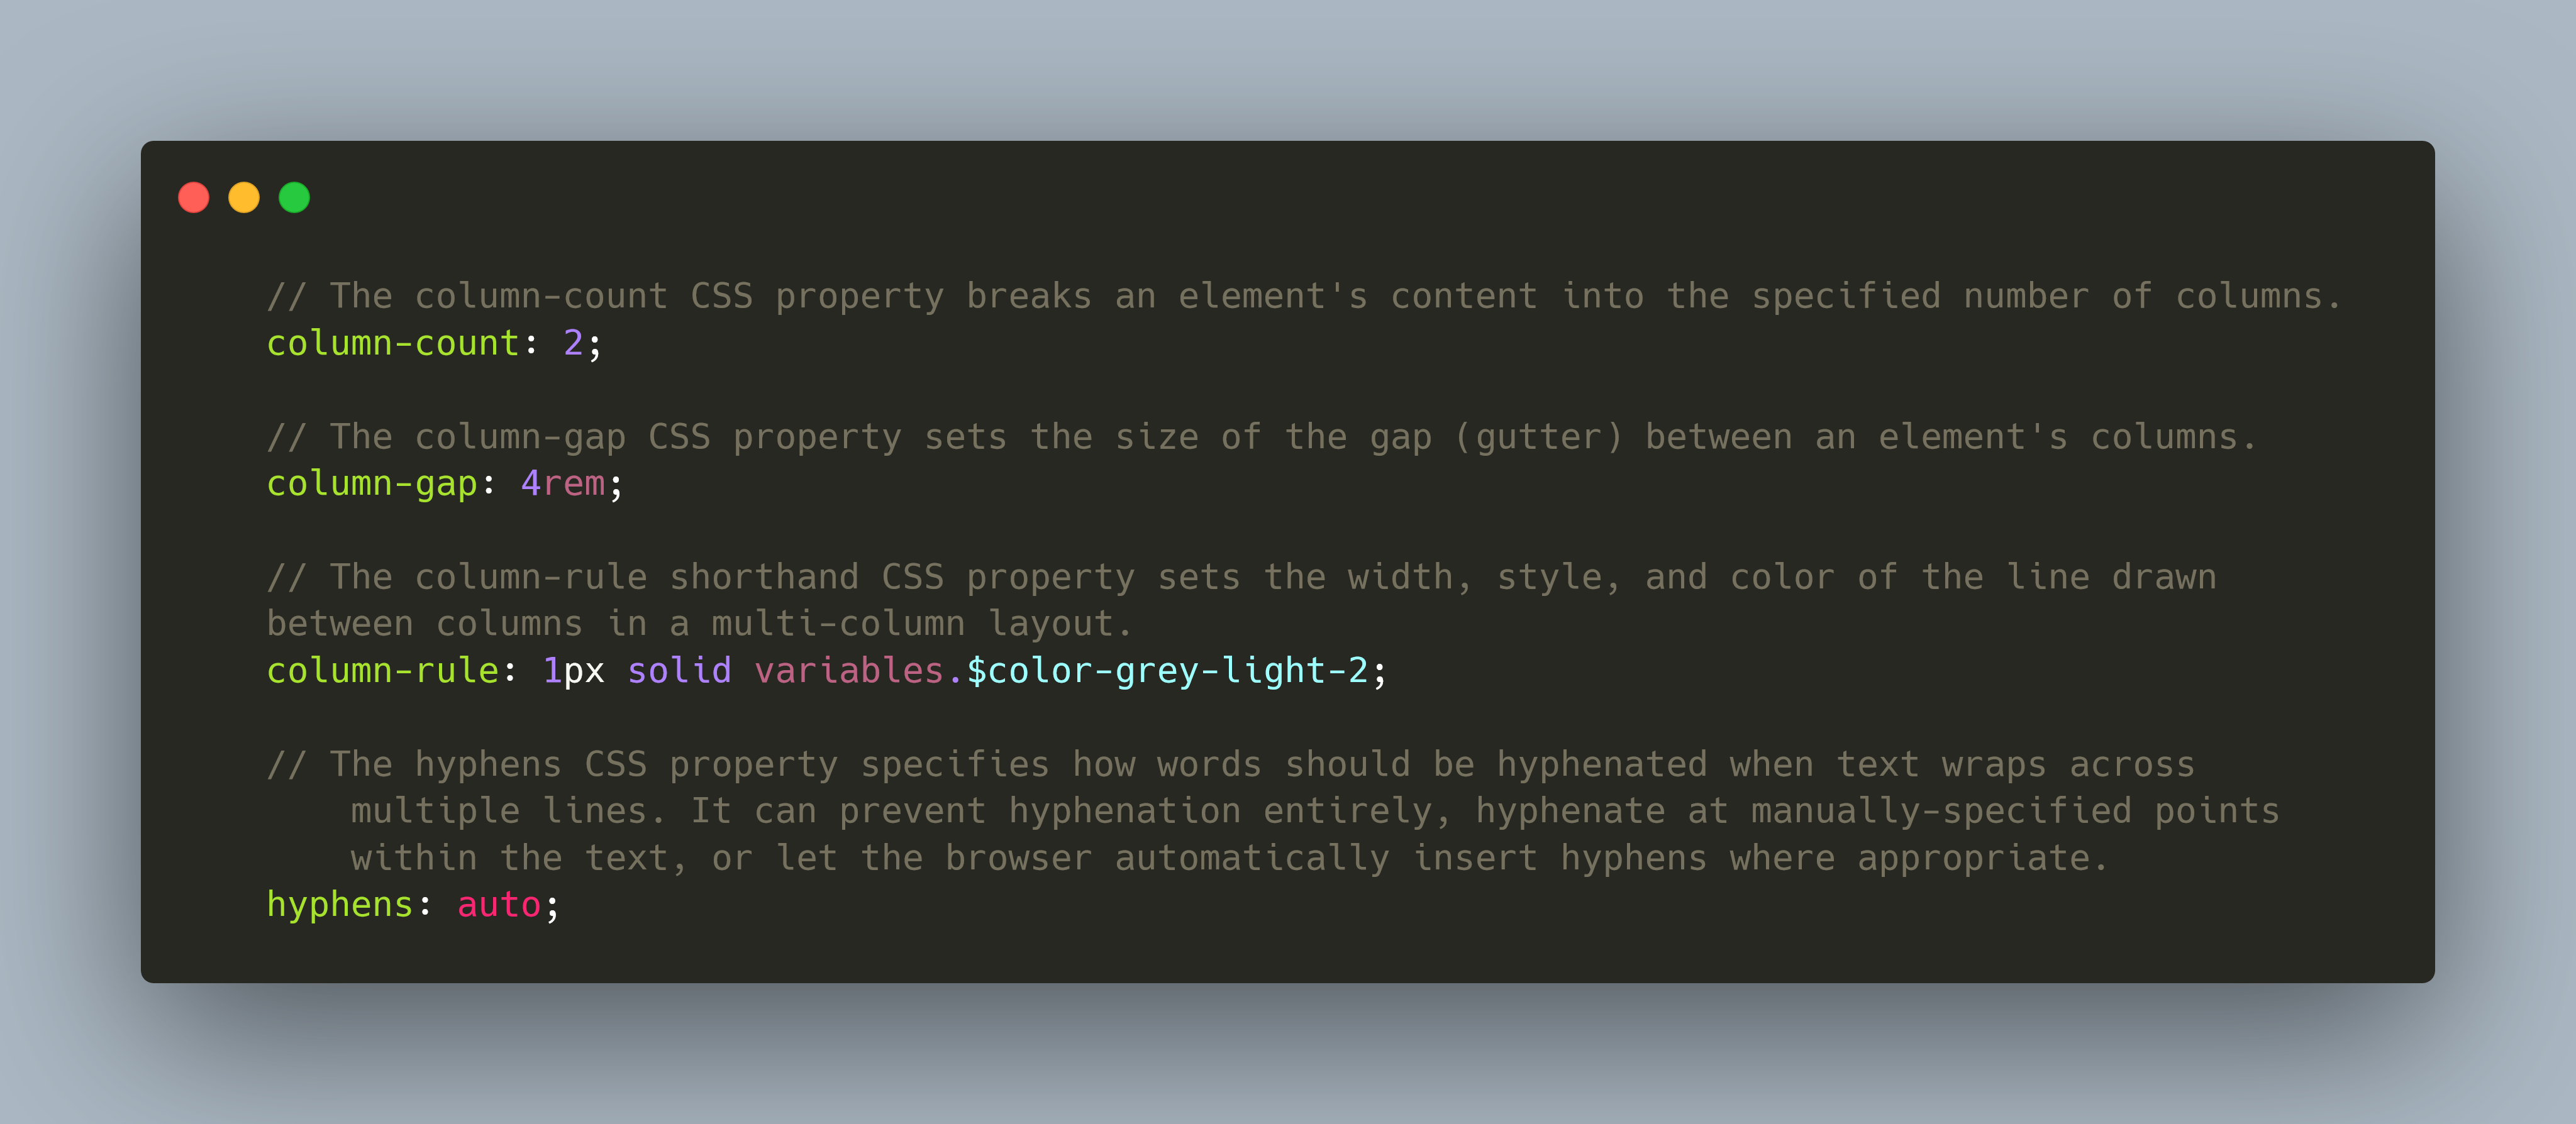 // The column-count CSS property breaks an element's content into the specified number of columns.
column-count: 2;
// The column-gap CSS property sets the size of the gap (gutter) between an element's columns.
column-gap: 4rem;
// The column-rule shorthand CSS property sets the width, style, and color of the line drawn
between columns in a multi-column layout.
column-rule: 1px solid variables.$color-grey-light-2;
// The hyphens CSS property specifies how words should be hyphenated when text wraps across
multiple lines. It can prevent hyphenation entirely, hyphenate at manually-specified points
within the text, or let the browser automatically insert hyphens where appropriate.
hyphens: auto;